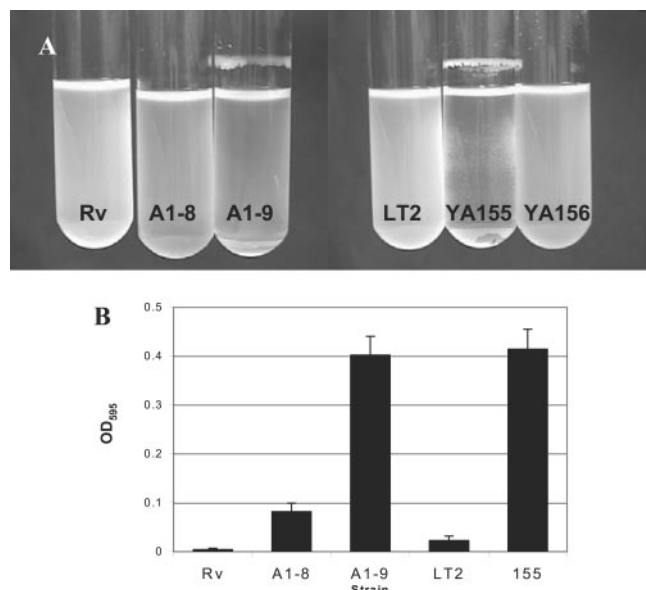 A
Rv A1-8 A1-9 LT2 YA155 YA156
B
0.5
0.4
0.3
0.2
0.1
0
OD595
Rv A1-8 A1-9 LT2 155
Strain